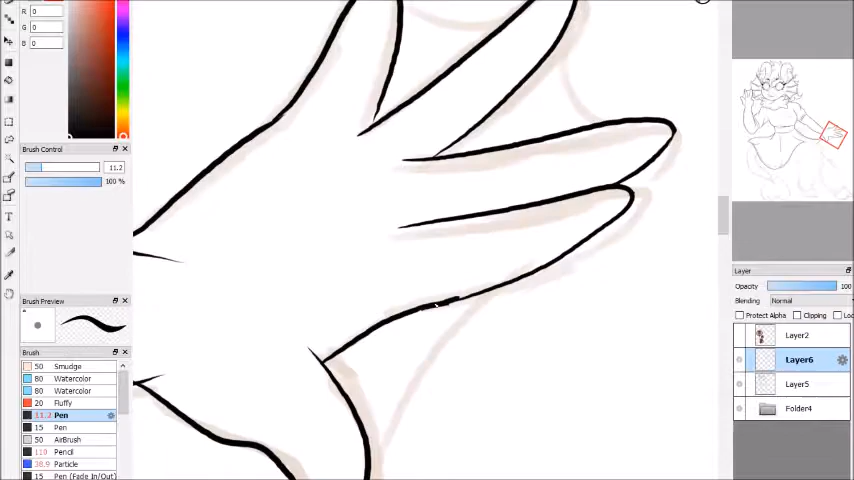 R 0
G 0
B 0
Brush Control
11.2
100 %
Brush Preview
Brush
50 Smudge
80 Watercolor
80 Watercolor
20 Fluffy
11.2 Pen
15 Pen
50 AirBrush
110 Pencil
38.9 Particle
15 Pen (Fade In/Out)
Layer
Opacity 100
Blending Normal
Protect Alpha Clipping Loc
Layer2
Layer6
Layer5
Folder4
T